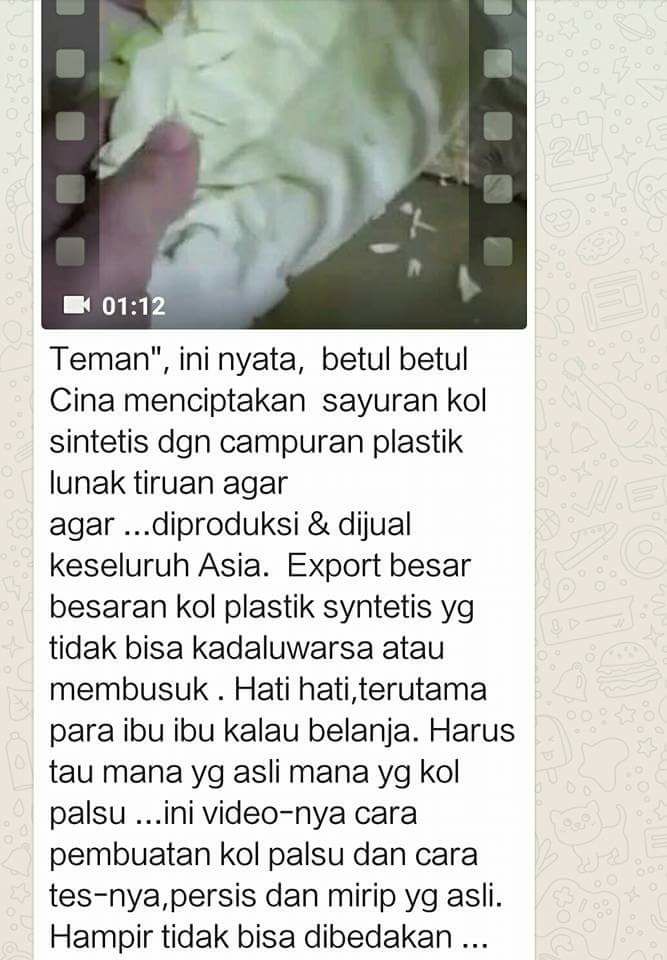 01:12
Teman", ini nyata, betul betul
Cina menciptakan sayuran kol
sintetis dgn campuran plastik
lunak tiruan agar
agar ...diproduksi & dijual
keseluruh Asia. Export besar
besaran kol plastik syntetis yg
tidak bisa kadaluwarsa atau
membusuk . Hati hati,terutama
para ibu ibu kalau belanja. Harus
tau mana yg asli mana yg kol
palsu ...ini video-nya cara
pembuatan kol palsu dan cara
tes-nya,persis dan mirip yg asli.
Hampir tidak bisa dibedakan ...